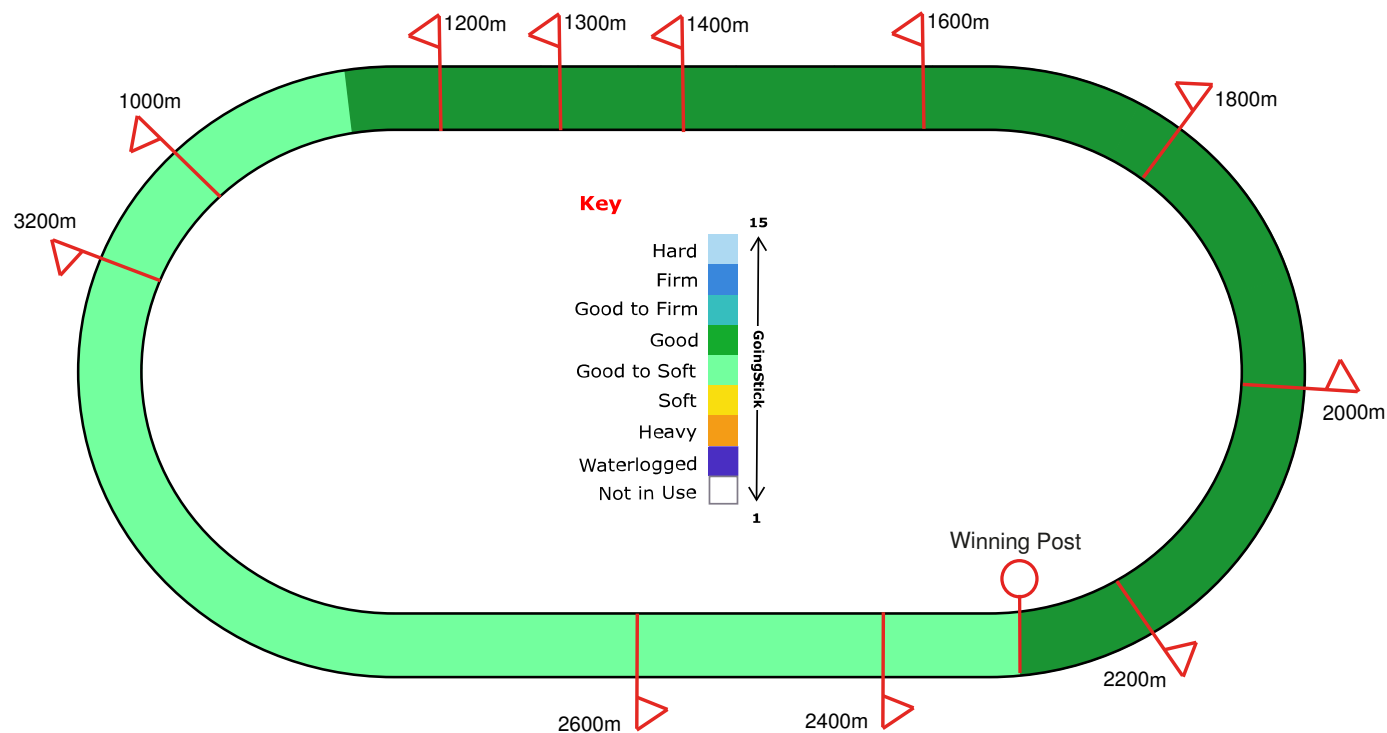 1200m
1300m
1400m
1600m
1000m
1800m
3200m
Key
15
Hard
Firm
Good to Firm
Good
Good to Soft
Soft
Heavy
Waterlogged
Not in Use
GoingStick
1
2000m
Winning Post
2200m
2600m
2400m